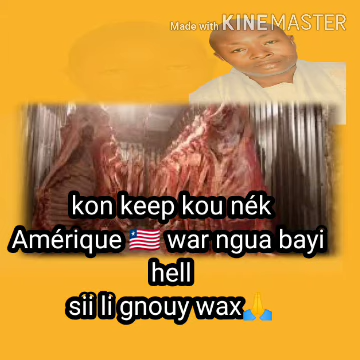 Made with KINEMASTER
kon keep kou nék
Amérique 🇱🇷 war ngua bayi
hell
sii li gnouy wax🙏